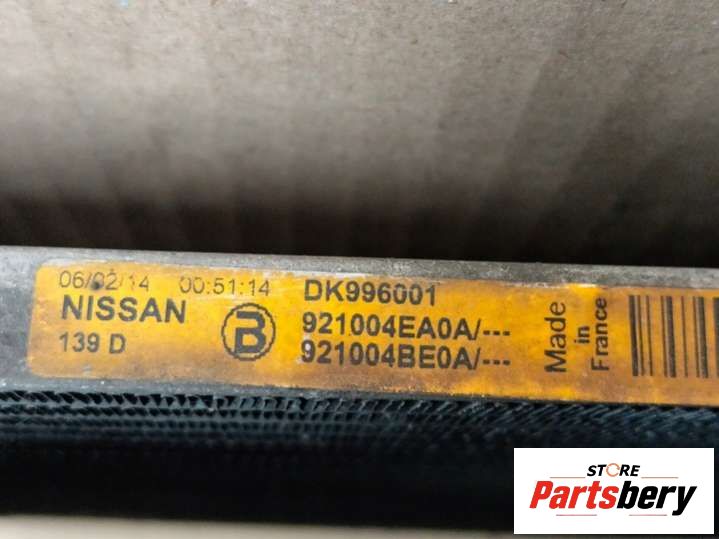 06/02/14 00:51:14
NISSAN
139 D
B
DK996001
921004EA0A/---
921004BE0A/---
Made
in
France
STORE
Partsbery